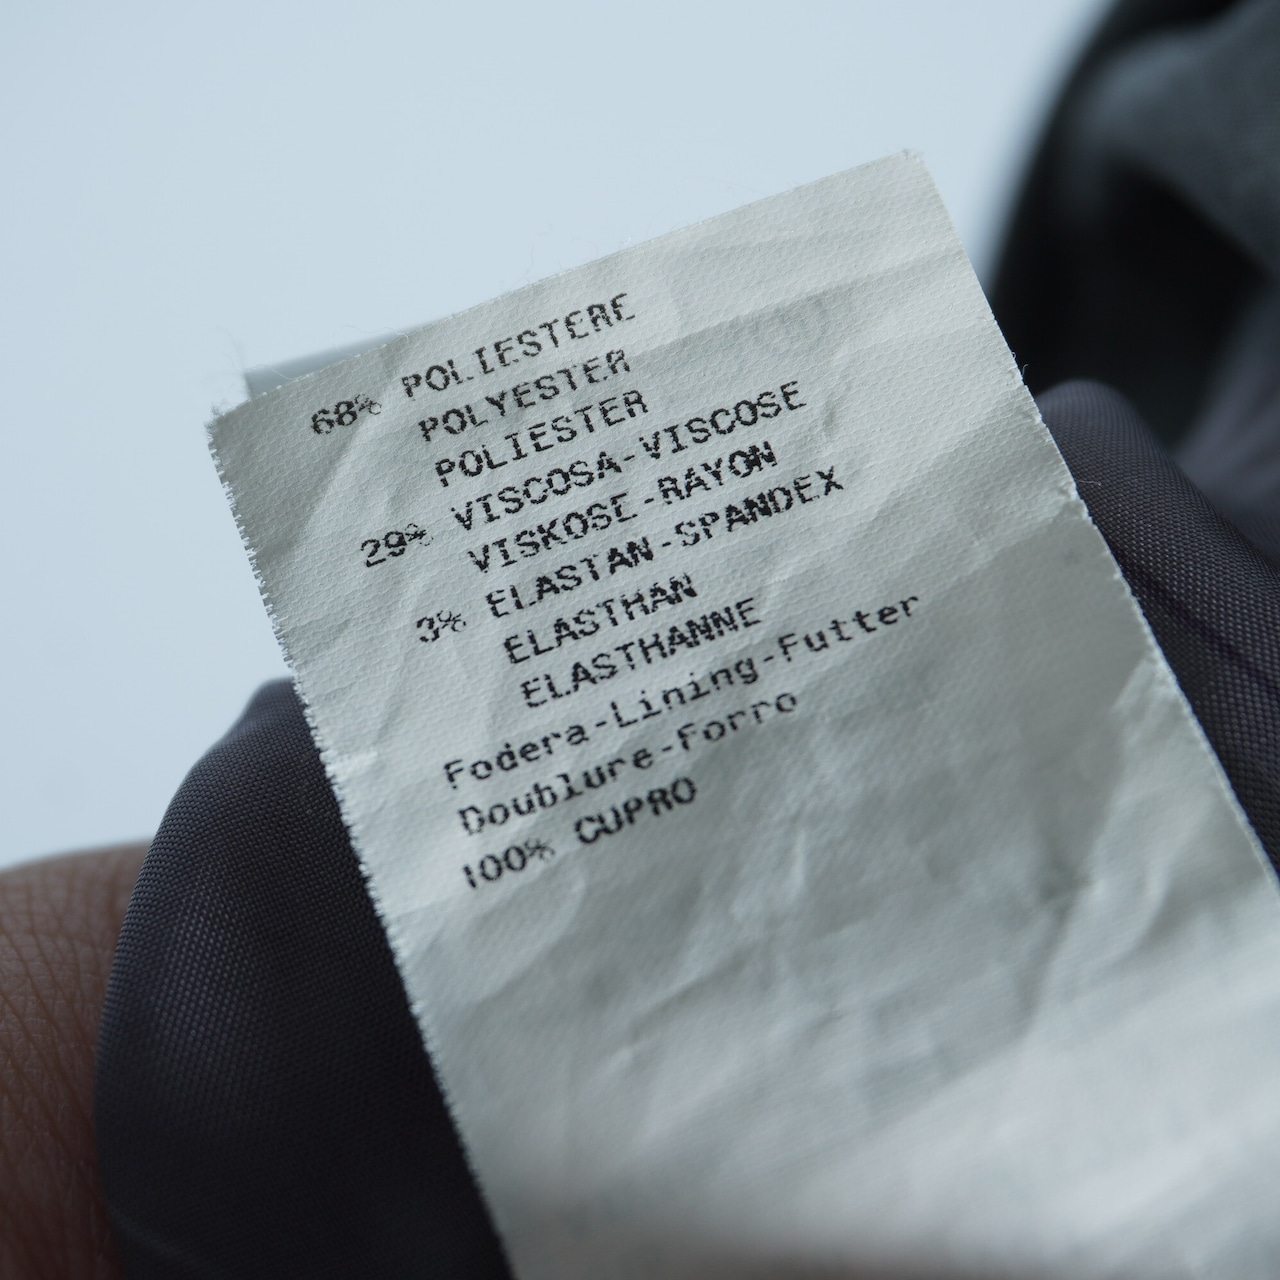 68% POLIESTERE
POLYESTER
POLIESTER
29% VISCOSA-VISCOSE
VISKOSE-RAYON
3% ELASTAN-SPANDEX
ELASTHAN
ELASTHANNE
Fodera-Lining-Futter
Doublure-Forro
100% CUPRO